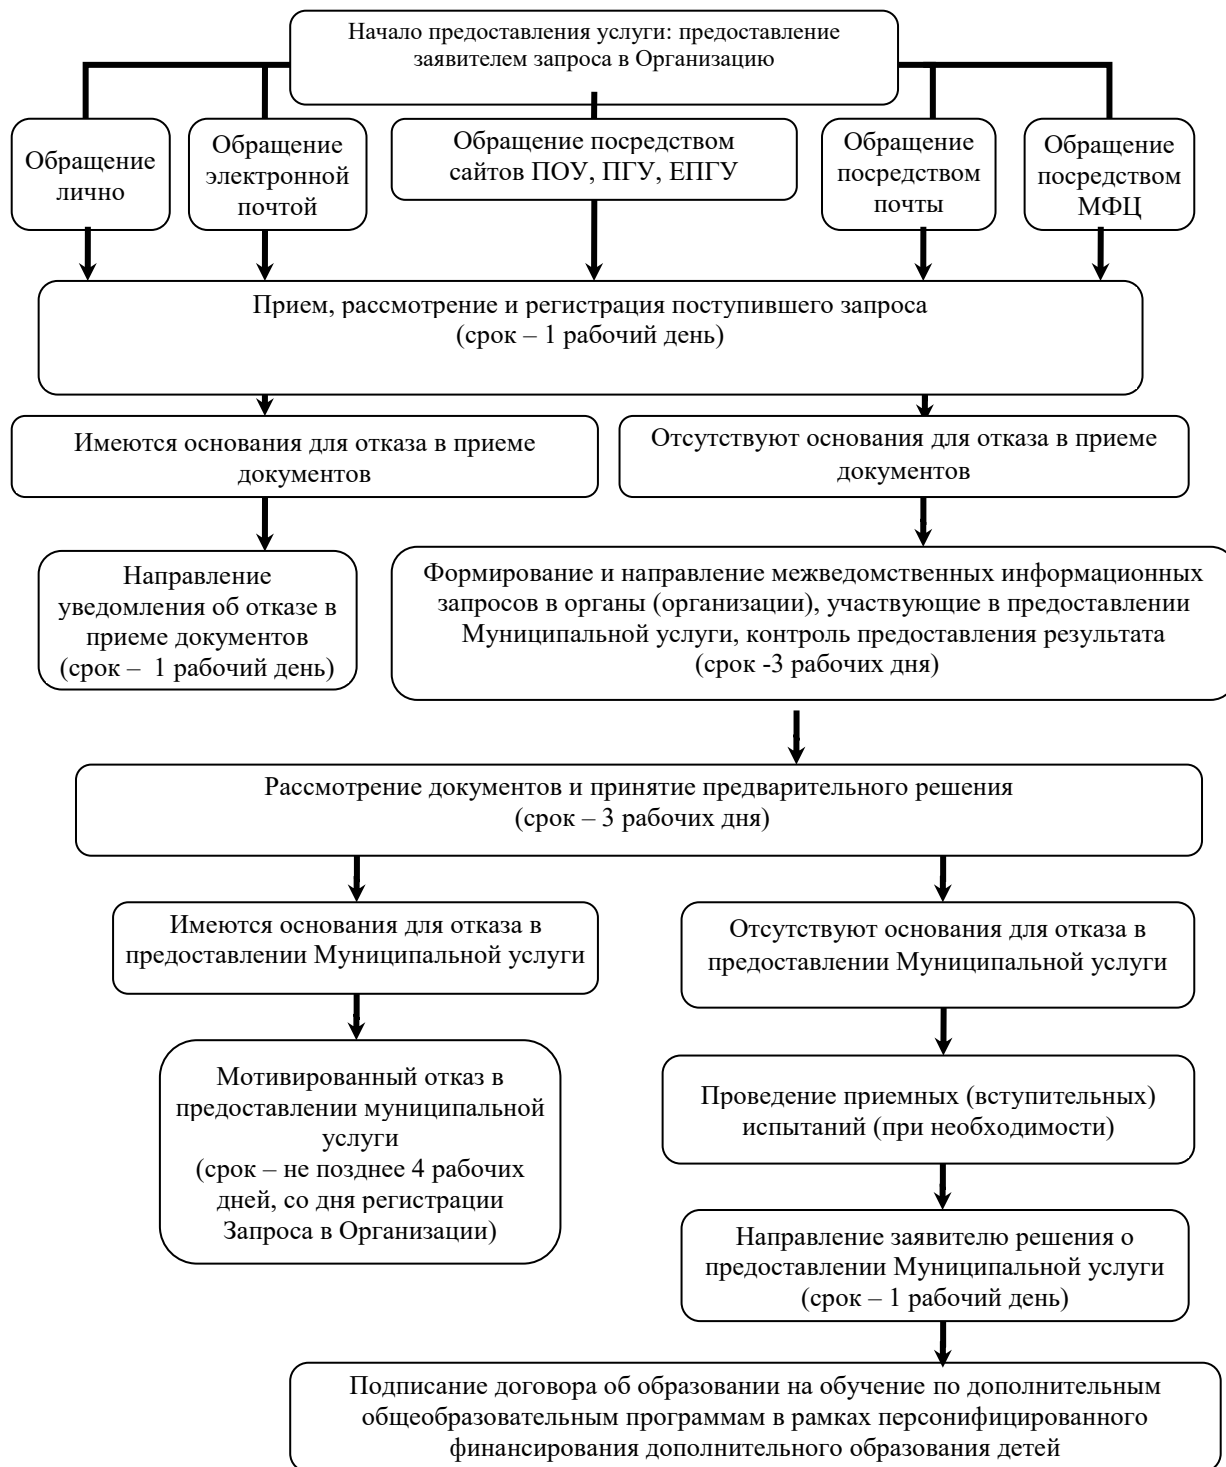 Начало предоставления услуги: предоставление
заявителем запроса в Организацию
Обращение
лично
Обращение
электронной
почтой
Обращение посредством
сайтов ПОУ, ПГУ, ЕПГУ
Обращение
посредством
почты
Обращение
посредством
МФЦ
Прием, рассмотрение и регистрация поступившего запроса
(срок – 1 рабочий день)
Имеются основания для отказа в приеме
документов
Отсутствуют основания для отказа в приеме
документов
Направление
уведомления об отказе в
приеме документов
(срок –  1 рабочий день)
Формирование и направление межведомственных информационных
запросов в органы (организации), участвующие в предоставлении
Муниципальной услуги, контроль предоставления результата
(срок -3 рабочих дня)
Рассмотрение документов и принятие предварительного решения
(срок – 3 рабочих дня)
Имеются основания для отказа в
предоставлении Муниципальной услуги
Отсутствуют основания для отказа в
предоставлении Муниципальной услуги
Мотивированный отказ в
предоставлении муниципальной
услуги
(срок – не позднее 4 рабочих
дней, со дня регистрации
Запроса в Организации)
Проведение приемных (вступительных)
испытаний (при необходимости)
Направление заявителю решения о
предоставлении Муниципальной услуги
(срок – 1 рабочий день)
Подписание договора об образовании на обучение по дополнительным
общеобразовательным программам в рамках персонифицированного
финансирования дополнительного образования детей